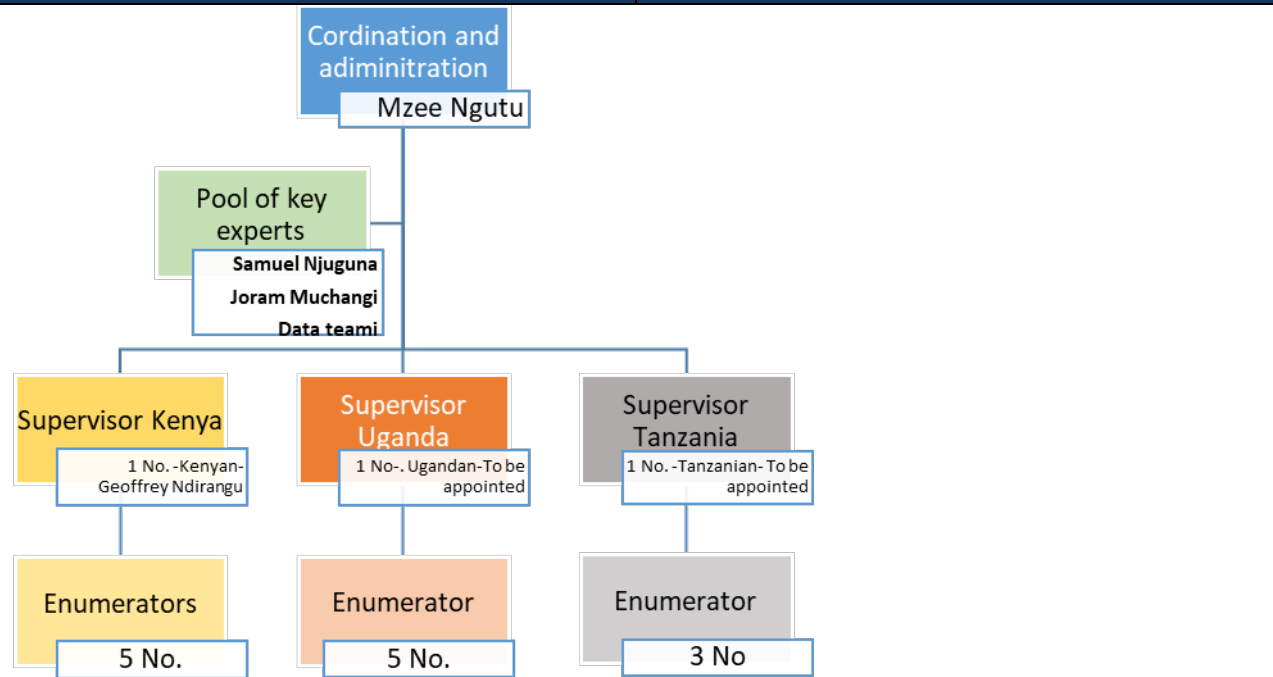 Cordination and
adiminitration
Mzee Ngutu
Pool of key
experts
Samuel Njuguna
Joram Muchangi
Data teami
Supervisor Kenya
1 No. -Kenyan-
Geoffrey Ndirangu
Supervisor
Uganda
1 No-. Ugandan-To be
appointed
Supervisor
Tanzania
1 No. -Tanzanian- To be
appointed
Enumerators
5 No.
Enumerator
5 No.
Enumerator
3 No